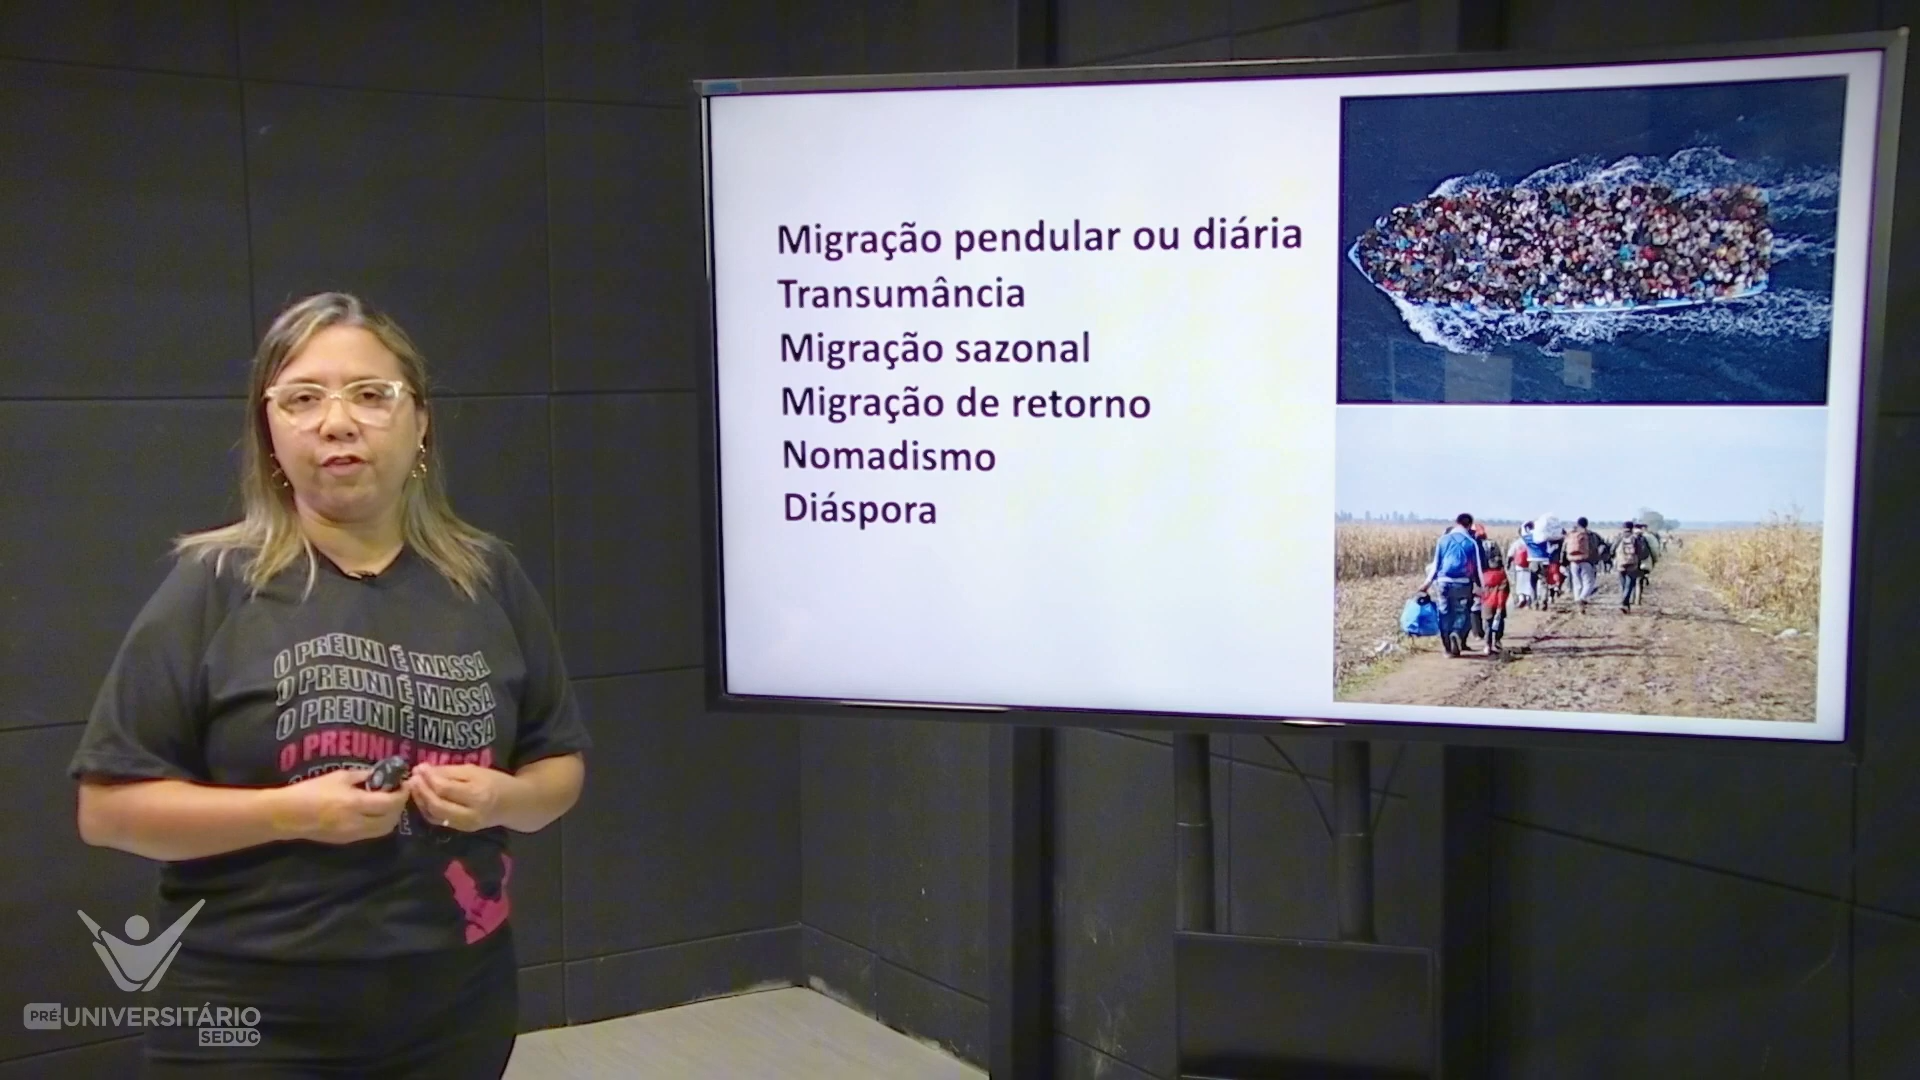 Migração pendular ou diária
Transumância
Migração sazonal
Migração de retorno
Nomadismo
Diáspora
O PREUNI É MASSA
O PREUNI É MASSA
O PREUNI É MASSA
O PREUNI É MASSA
PRÉ-UNIVERSITÁRIO
SEDUC